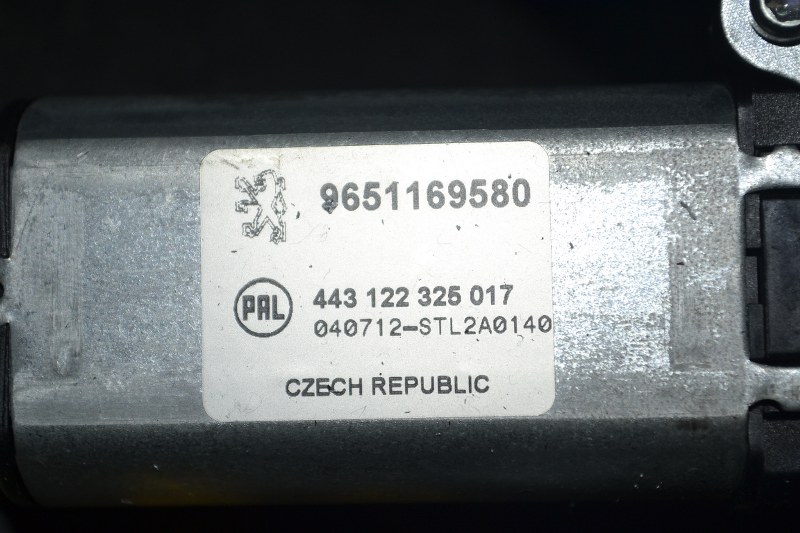 9651169580
PAL 443 122 325 017
040712-STL2A0140
CZECH REPUBLIC